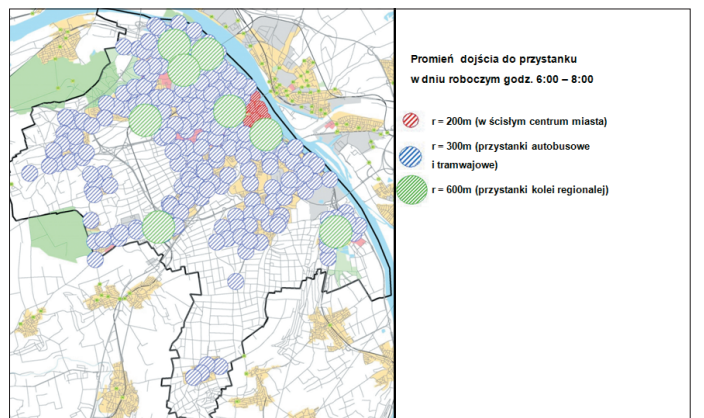 Promień dojścia do przystanku
w dniu roboczym godz. 6:00 – 8:00
r = 200m (w ścisłym centrum miasta)
r = 300m (przystanki autobusowe
i tramwajowe)
r = 600m (przystanki kolei regionalej)